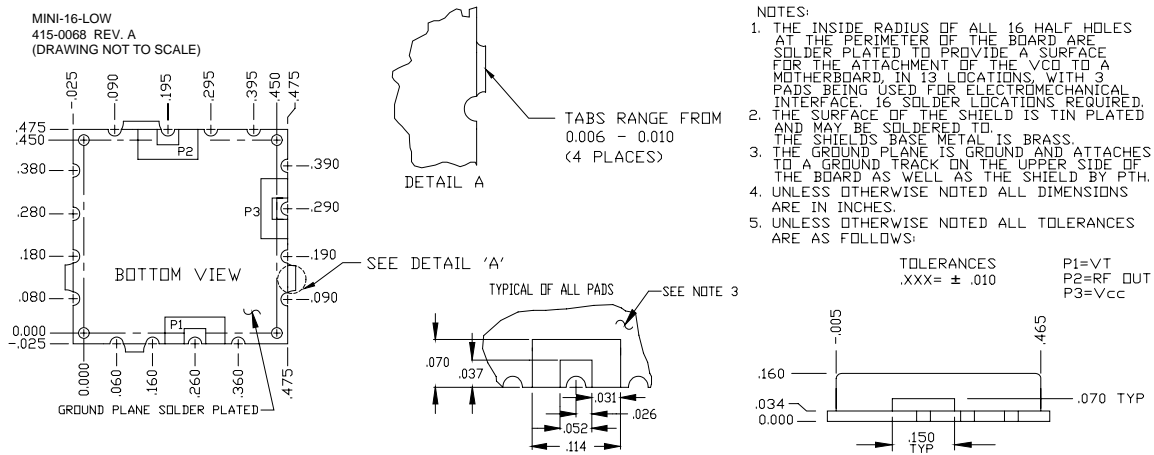 MINI-16-LOW
415-0068 REV. A
(DRAWING NOT TO SCALE)
-.025
.090
.195
.295
.395
.450
.475
.475
.450
.380
.280
.180
.080
0.000
-.025
P2
P3
P1
.390
.290
.190
.090
BOTTOM VIEW
SEE DETAIL 'A'
0.000
.060
.160
.260
.360
.475
GROUND PLANE SOLDER PLATED
DETAIL A
TABS RANGE FROM
0.006 - 0.010
(4 PLACES)
TYPICAL OF ALL PADS
SEE NOTE 3
.070
.037
.031
.026
.052
.114
NOTES:
1. THE INSIDE RADIUS OF ALL 16 HALF HOLES
AT THE PERIMETER OF THE BOARD ARE
SOLDER PLATED TO PROVIDE A SURFACE
FOR THE ATTACHMENT OF THE VCO TO A
MOTHERBOARD, IN 13 LOCATIONS, WITH 3
PADS BEING USED FOR ELECTROMECHANICAL
INTERFACE. 16 SOLDER LOCATIONS REQUIRED.
2. THE SURFACE OF THE SHIELD IS TIN PLATED
AND MAY BE SOLDERED TO.
THE SHIELDS BASE METAL IS BRASS.
3. THE GROUND PLANE IS GROUND AND ATTACHES
TO A GROUND TRACK ON THE UPPER SIDE OF
THE BOARD AS WELL AS THE SHIELD BY PTH.
4. UNLESS OTHERWISE NOTED ALL DIMENSIONS
ARE IN INCHES.
5. UNLESS OTHERWISE NOTED ALL TOLERANCES
ARE AS FOLLOWS:
TOLERANCES
.XXX= ± .010
P1=VT
P2=RF OUT
P3=Vcc
-.005
.465
.160
.034
0.000
.070 TYP
.150
TYP